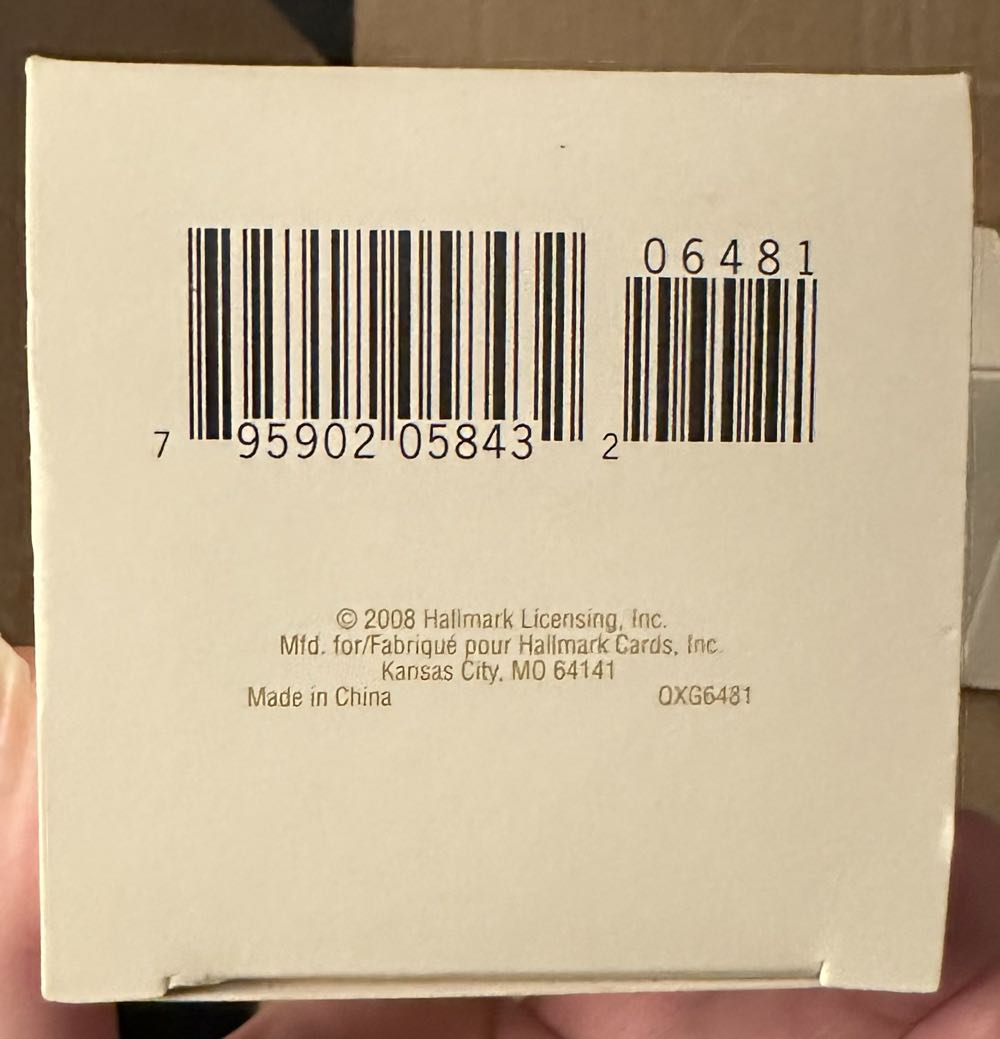 06481
7 95902 05843 2
© 2008 Hallmark Licensing, Inc.
Mfd. for/Fabriqué pour Hallmark Cards, Inc.
Kansas City, MO 64141
Made in China QXG6481